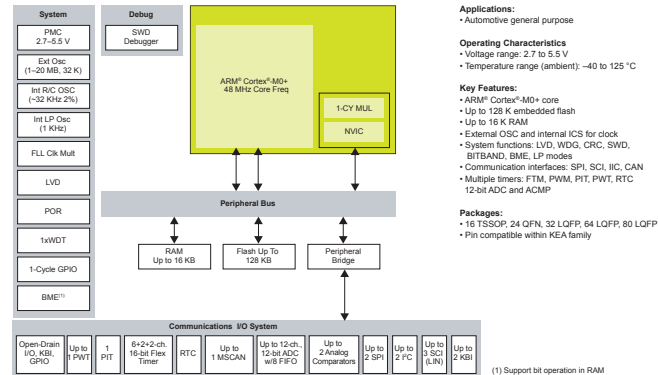 System
PMC
2.7–5.5 V
Ext Osc
(1–20 MB, 32 K)
Int R/C OSC
(~32 KHz 2%)
Int LP Osc
(1 KHz)
FLL Clk Mult
LVD
POR
1xWDT
1-Cycle GPIO
BME(1)
Debug
SWD
Debugger
ARM® Cortex®-M0+
48 MHz Core Freq
1-CY MUL
NVIC
Peripheral Bus
RAM
Up to 16 KB
Flash Up To
128 KB
Peripheral
Bridge
Communications I/O System
Open-Drain
I/O, KBI,
GPIO
Up to
1 PWT
1
PIT
6+2+2-ch.
16-bit Flex
Timer
RTC
Up to
1 MSCAN
Up to 12-ch.,
12-bit ADC
w/8 FIFO
Up to
2 Analog
Comparators
Up to
2 SPI
Up to
2 I²C
Up to
3 SCI
(LIN)
Up to
2 KBI
Applications:
• Automotive general purpose
Operating Characteristics
• Voltage range: 2.7 to 5.5 V
• Temperature range (ambient): –40 to 125 °C
Key Features:
• ARM® Cortex®-M0+ core
• Up to 128 K embedded flash
• Up to 16 K RAM
• External OSC and internal ICS for clock
• System functions: LVD, WDG, CRC, SWD,
BITBAND, BME, LP modes
• Communication interfaces: SPI, SCI, IIC, CAN
• Multiple timers: FTM, PWM, PIT, PWT, RTC
12-bit ADC and ACMP
Packages:
• 16 TSSOP, 24 QFN, 32 LQFP, 64 LQFP, 80 LQFP
• Pin compatible within KEA family
(1) Support bit operation in RAM